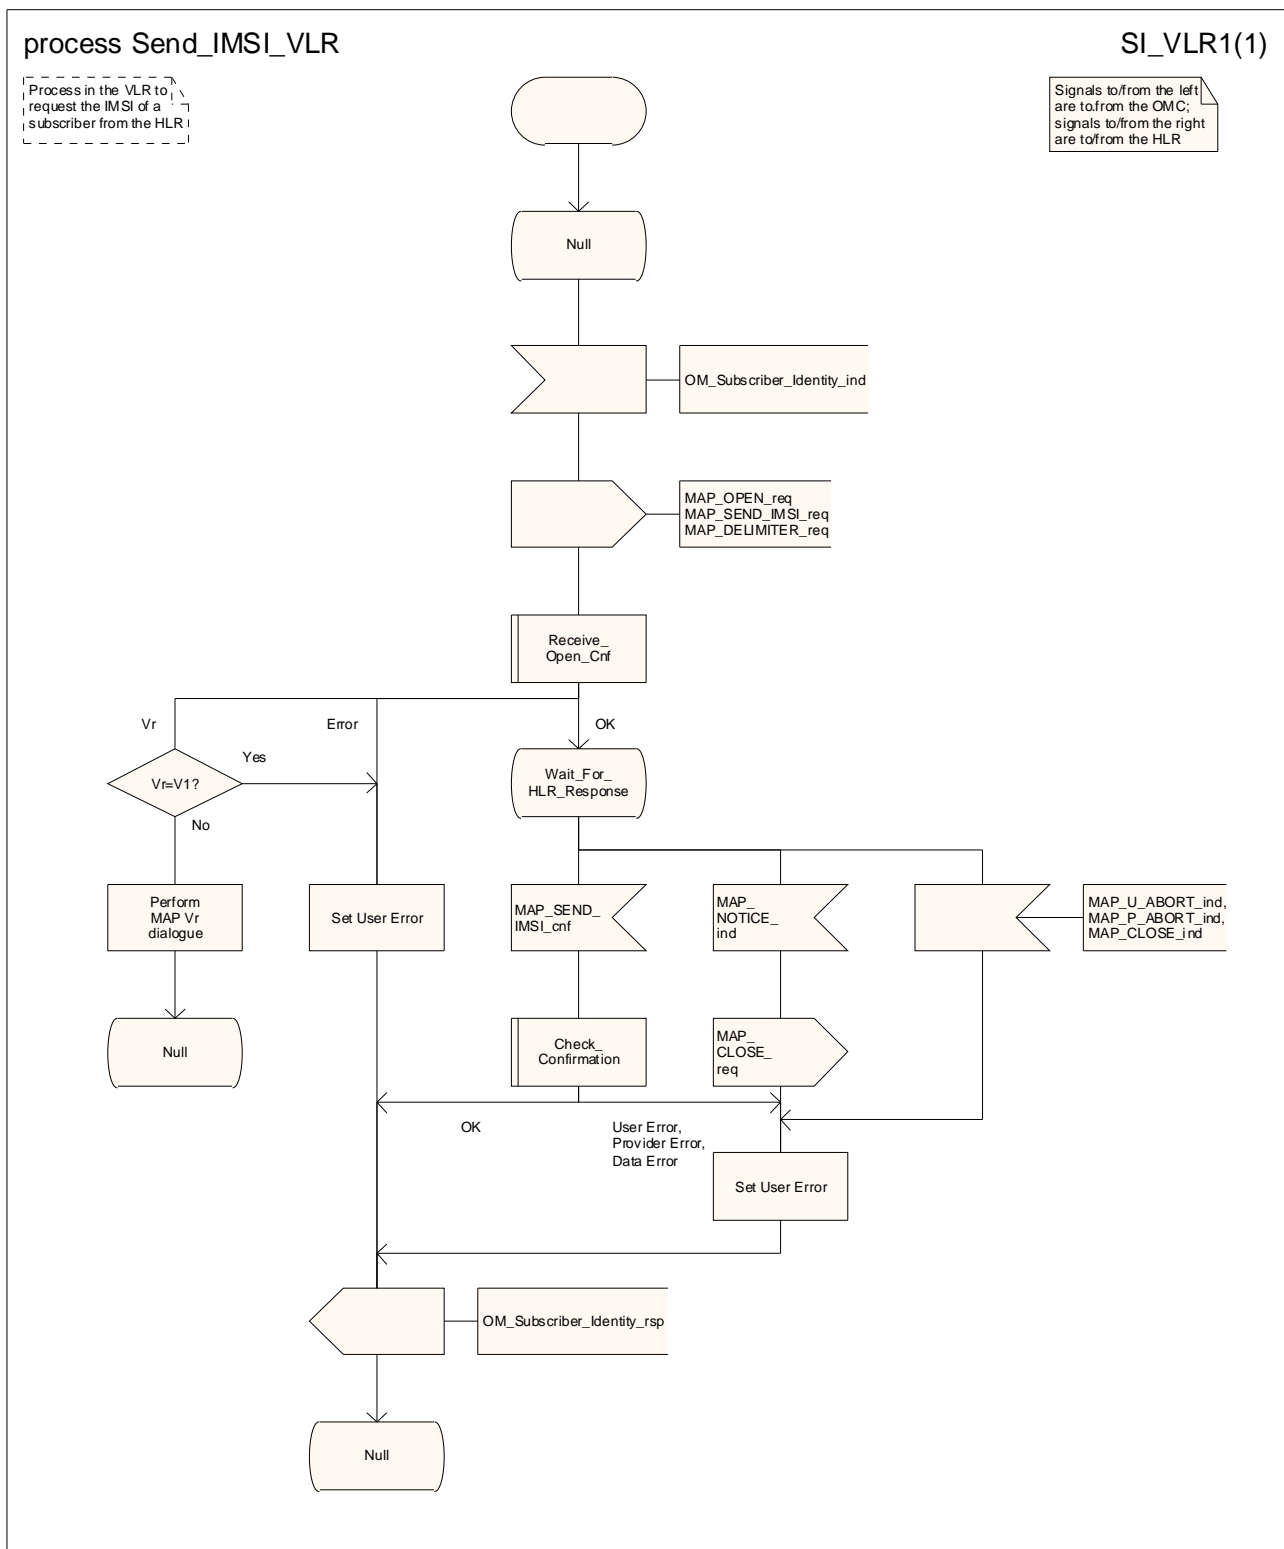 process Send_IMSI_VLR
SI_VLR1(1)
Process in the VLR to
request the IMSI of a
subscriber from the HLR
Signals to/from the left
are to.from the OMC;
signals to/from the right
are to/from the HLR
Null
OM_Subscriber_Identity_ind
MAP_OPEN_req
MAP_SEND_IMSI_req
MAP_DELIMITER_req
Receive_
Open_Cnf
Vr
Error
OK
Yes
Vr=V1?
Wait_For_
HLR_Response
No
Perform
MAP Vr
dialogue
Set User Error
MAP_SEND_
IMSI_cnf
MAP_
NOTICE_
ind
MAP_U_ABORT_ind,
MAP_P_ABORT_ind,
MAP_CLOSE_ind
Null
Check_
Confirmation
MAP_
CLOSE_
req
OK
User Error,
Provider Error,
Data Error
Set User Error
OM_Subscriber_Identity_rsp
Null